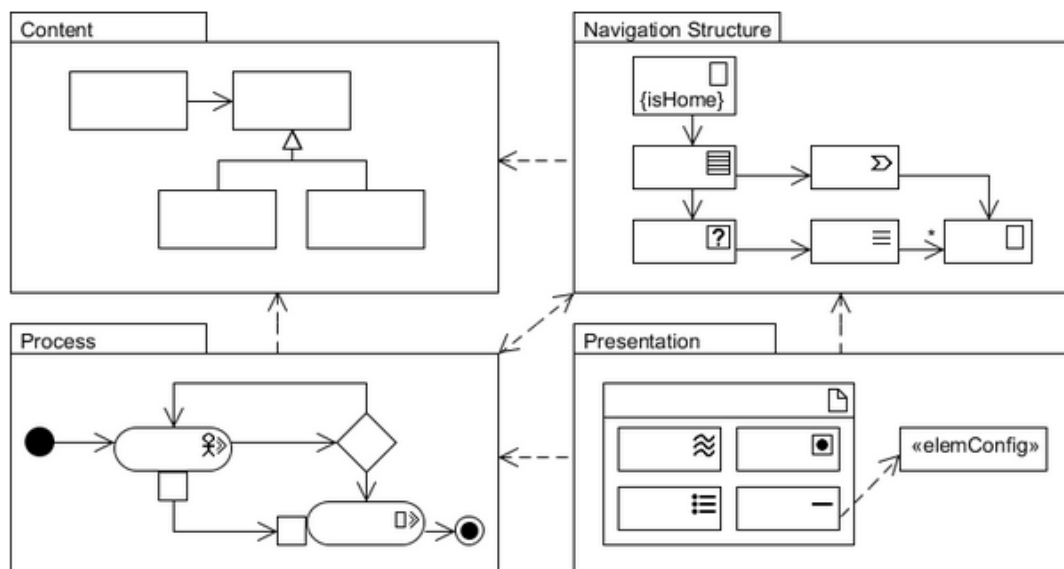 Content
Navigation Structure
{isHome}
?
*
Process
Presentation
«elemConfig»